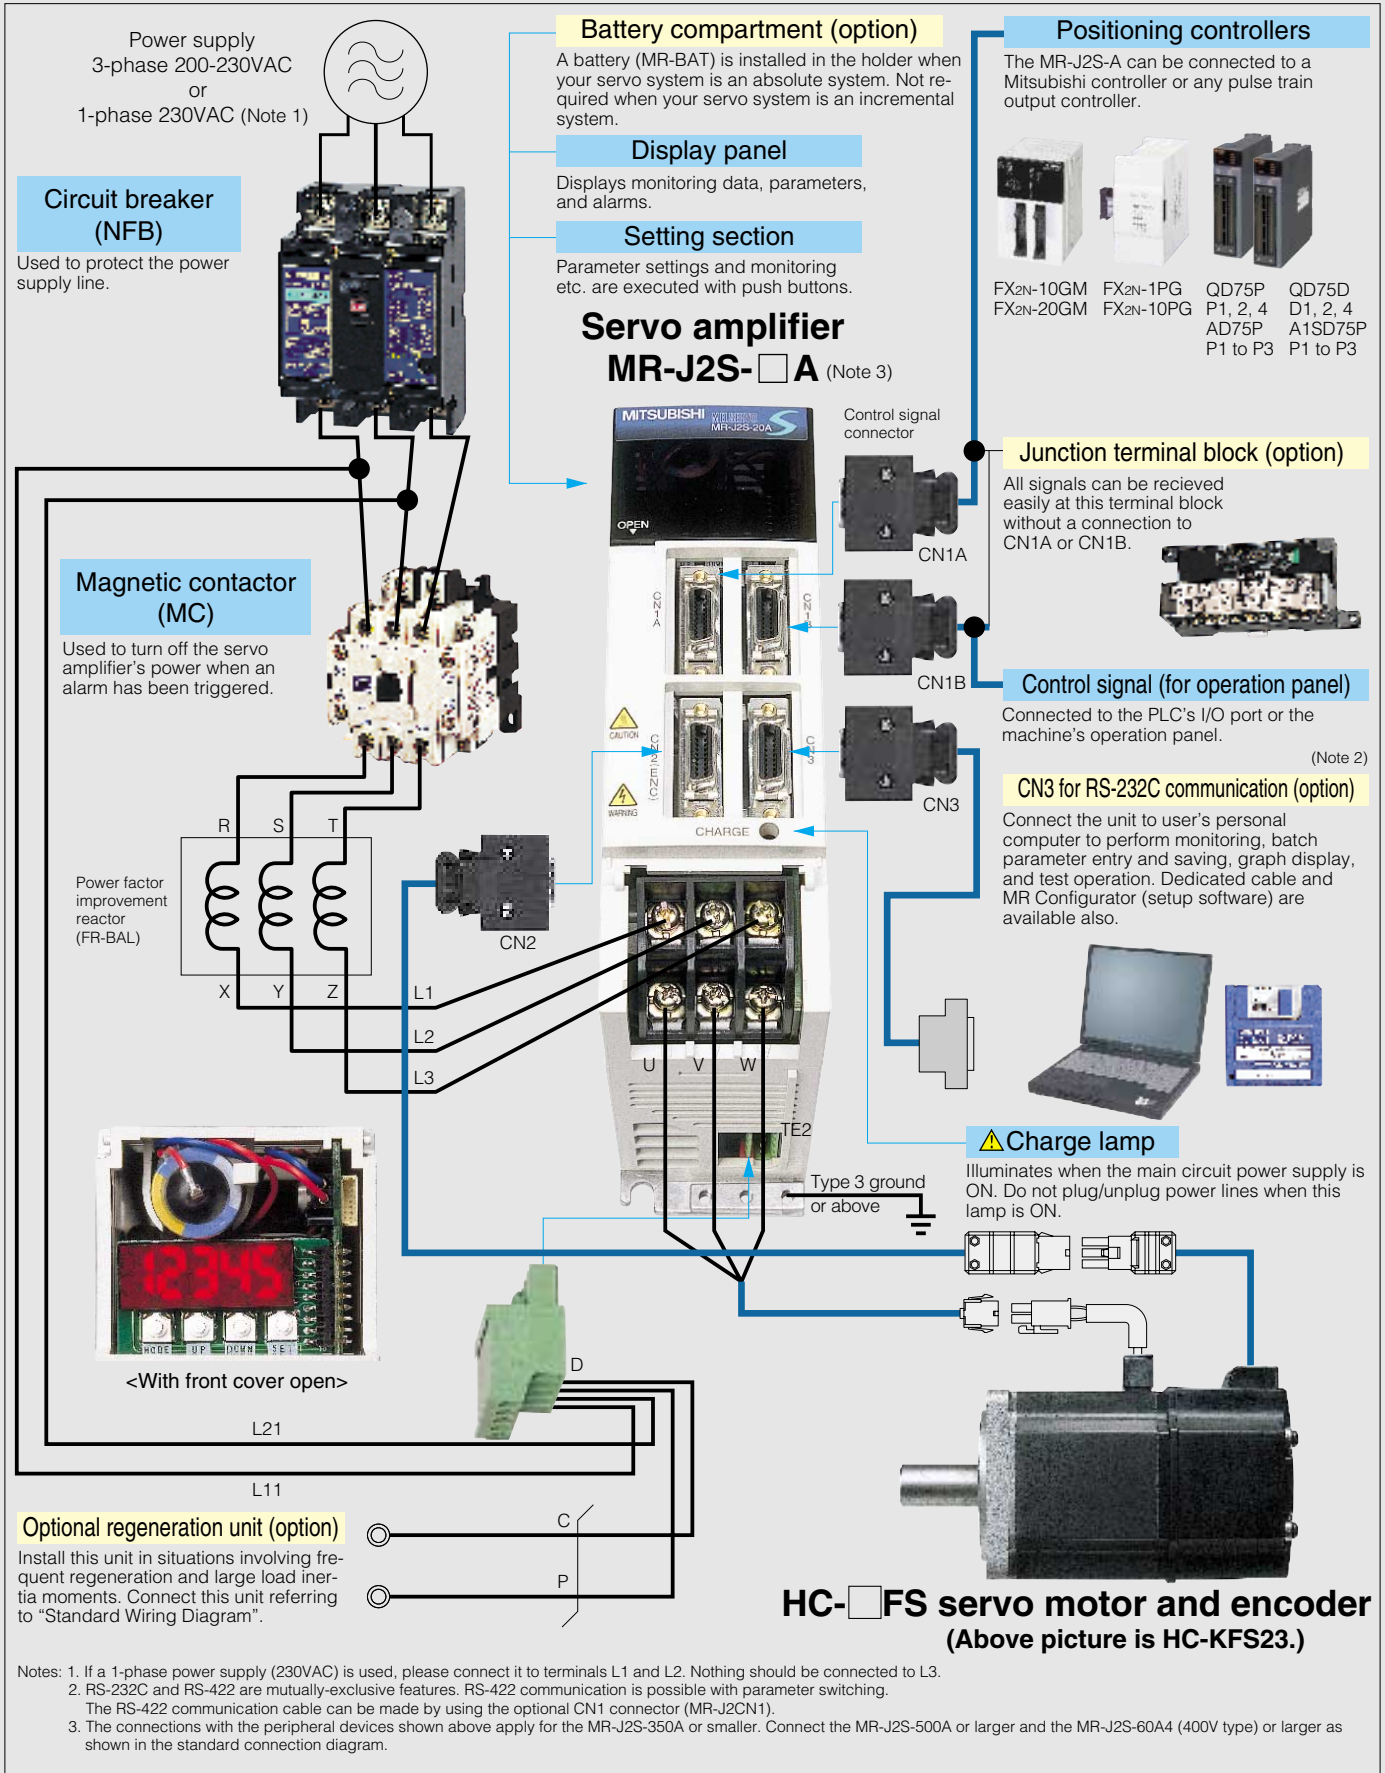 Power supply
3-phase 200-230VAC
or
1-phase 230VAC (Note 1)
Circuit breaker
(NFB)
Used to protect the power
supply line.
Battery compartment (option)
A battery (MR-BAT) is installed in the holder when
your servo system is an absolute system. Not re-
quired when your servo system is an incremental
system.
Display panel
Displays monitoring data, parameters,
and alarms.
Setting section
Parameter settings and monitoring
etc. are executed with push buttons.
Positioning controllers
The MR-J2S-A can be connected to a
Mitsubishi controller or any pulse train
output controller.
FX2N-10GM
FX2N-20GM
FX2N-1PG
FX2N-10PG
QD75P
P1, 2, 4
AD75P
P1 to P3
QD75D
D1, 2, 4
A1SD75P
P1 to P3
Servo amplifier
MR-J2S-□A (Note 3)
MITSUBISHI
MELSERVO
MR-J2S-20A
OPEN
Control signal
connector
CN1A
CN1B
CN3
CN1A
CN1B
CN2(ENC)
CN3
CAUTION
WARNING
CHARGE
Junction terminal block (option)
All signals can be recieved
easily at this terminal block
without a connection to
CN1A or CN1B.
Control signal (for operation panel)
Connected to the PLC's I/O port or the
machine's operation panel.
(Note 2)
CN3 for RS-232C communication (option)
Connect the unit to user's personal
computer to perform monitoring, batch
parameter entry and saving, graph display,
and test operation. Dedicated cable and
MR Configurator (setup software) are
available also.
Magnetic contactor
(MC)
Used to turn off the servo
amplifier's power when an
alarm has been triggered.
R S T
Power factor
improvement
reactor
(FR-BAL)
X Y Z
L1
L2
L3
CN2
U V W
TE2
Type 3 ground
or above
Charge lamp
Illuminates when the main circuit power supply is
ON. Do not plug/unplug power lines when this
lamp is ON.
12345
MODE UP DOWN SET
<With front cover open>
D
L21
L11
C
P
Optional regeneration unit (option)
Install this unit in situations involving fre-
quent regeneration and large load iner-
tia moments. Connect this unit referring
to “Standard Wiring Diagram”.
HC-□FS servo motor and encoder
(Above picture is HC-KFS23.)
Notes: 1. If a 1-phase power supply (230VAC) is used, please connect it to terminals L1 and L2. Nothing should be connected to L3.
2. RS-232C and RS-422 are mutually-exclusive features. RS-422 communication is possible with parameter switching.
The RS-422 communication cable can be made by using the optional CN1 connector (MR-J2CN1).
3. The connections with the peripheral devices shown above apply for the MR-J2S-350A or smaller. Connect the MR-J2S-500A or larger and the MR-J2S-60A4 (400V type) or larger as
shown in the standard connection diagram.